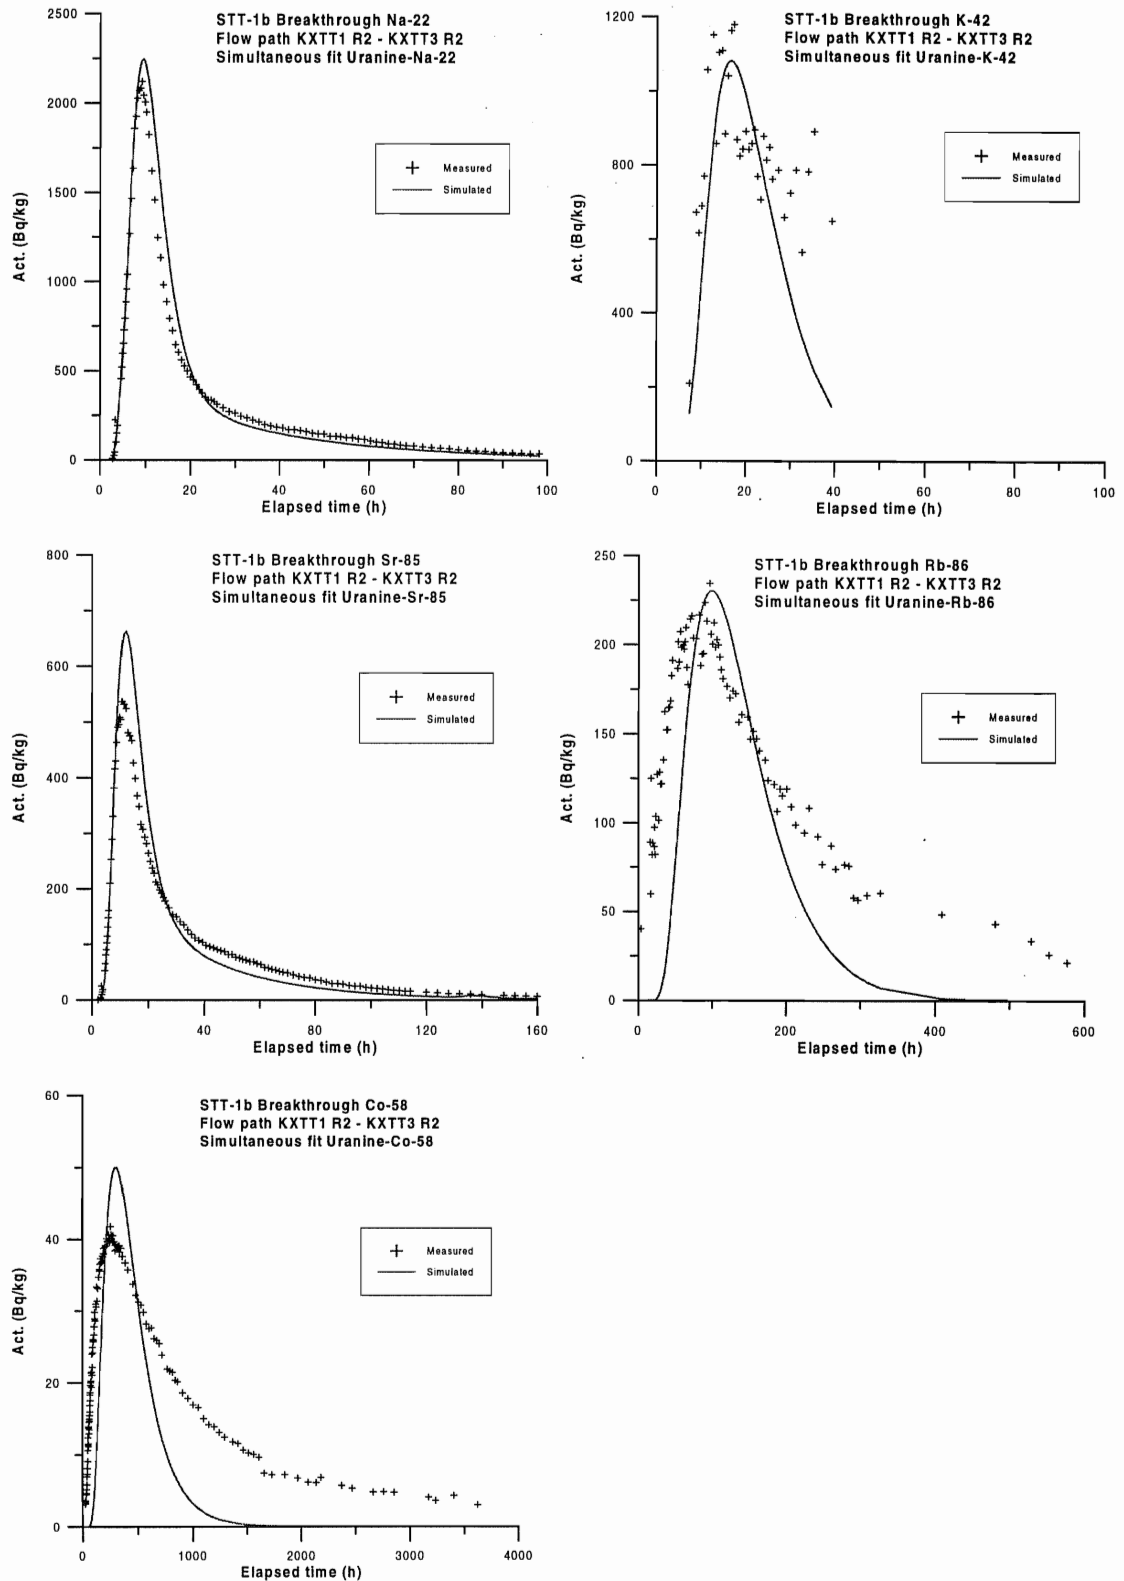 STT-1b Breakthrough Na-22
Flow path KXTT1 R2 - KXTT3 R2
Simultaneous fit Uranine-Na-22
2500
2000
1500
1000
500
0
Act. (Bq/kg)
Measured
Simulated
0 20 40 60 80 100
Elapsed time (h)
STT-1b Breakthrough K-42
Flow path KXTT1 R2 - KXTT3 R2
Simultaneous fit Uranine-K-42
1200
800
400
0
Act. (Bq/kg)
Measured
Simulated
0 20 40 60 80 100
Elapsed time (h)
STT-1b Breakthrough Sr-85
Flow path KXTT1 R2 - KXTT3 R2
Simultaneous fit Uranine-Sr-85
800
600
400
200
0
Act. (Bq/kg)
Measured
Simulated
0 40 80 120 160
Elapsed time (h)
STT-1b Breakthrough Rb-86
Flow path KXTT1 R2 - KXTT3 R2
Simultaneous fit Uranine-Rb-86
250
200
150
100
50
0
Act. (Bq/kg)
Measured
Simulated
0 200 400 600
Elapsed time (h)
STT-1b Breakthrough Co-58
Flow path KXTT1 R2 - KXTT3 R2
Simultaneous fit Uranine-Co-58
60
40
20
0
Act. (Bq/kg)
Measured
Simulated
0 1000 2000 3000 4000
Elapsed time (h)